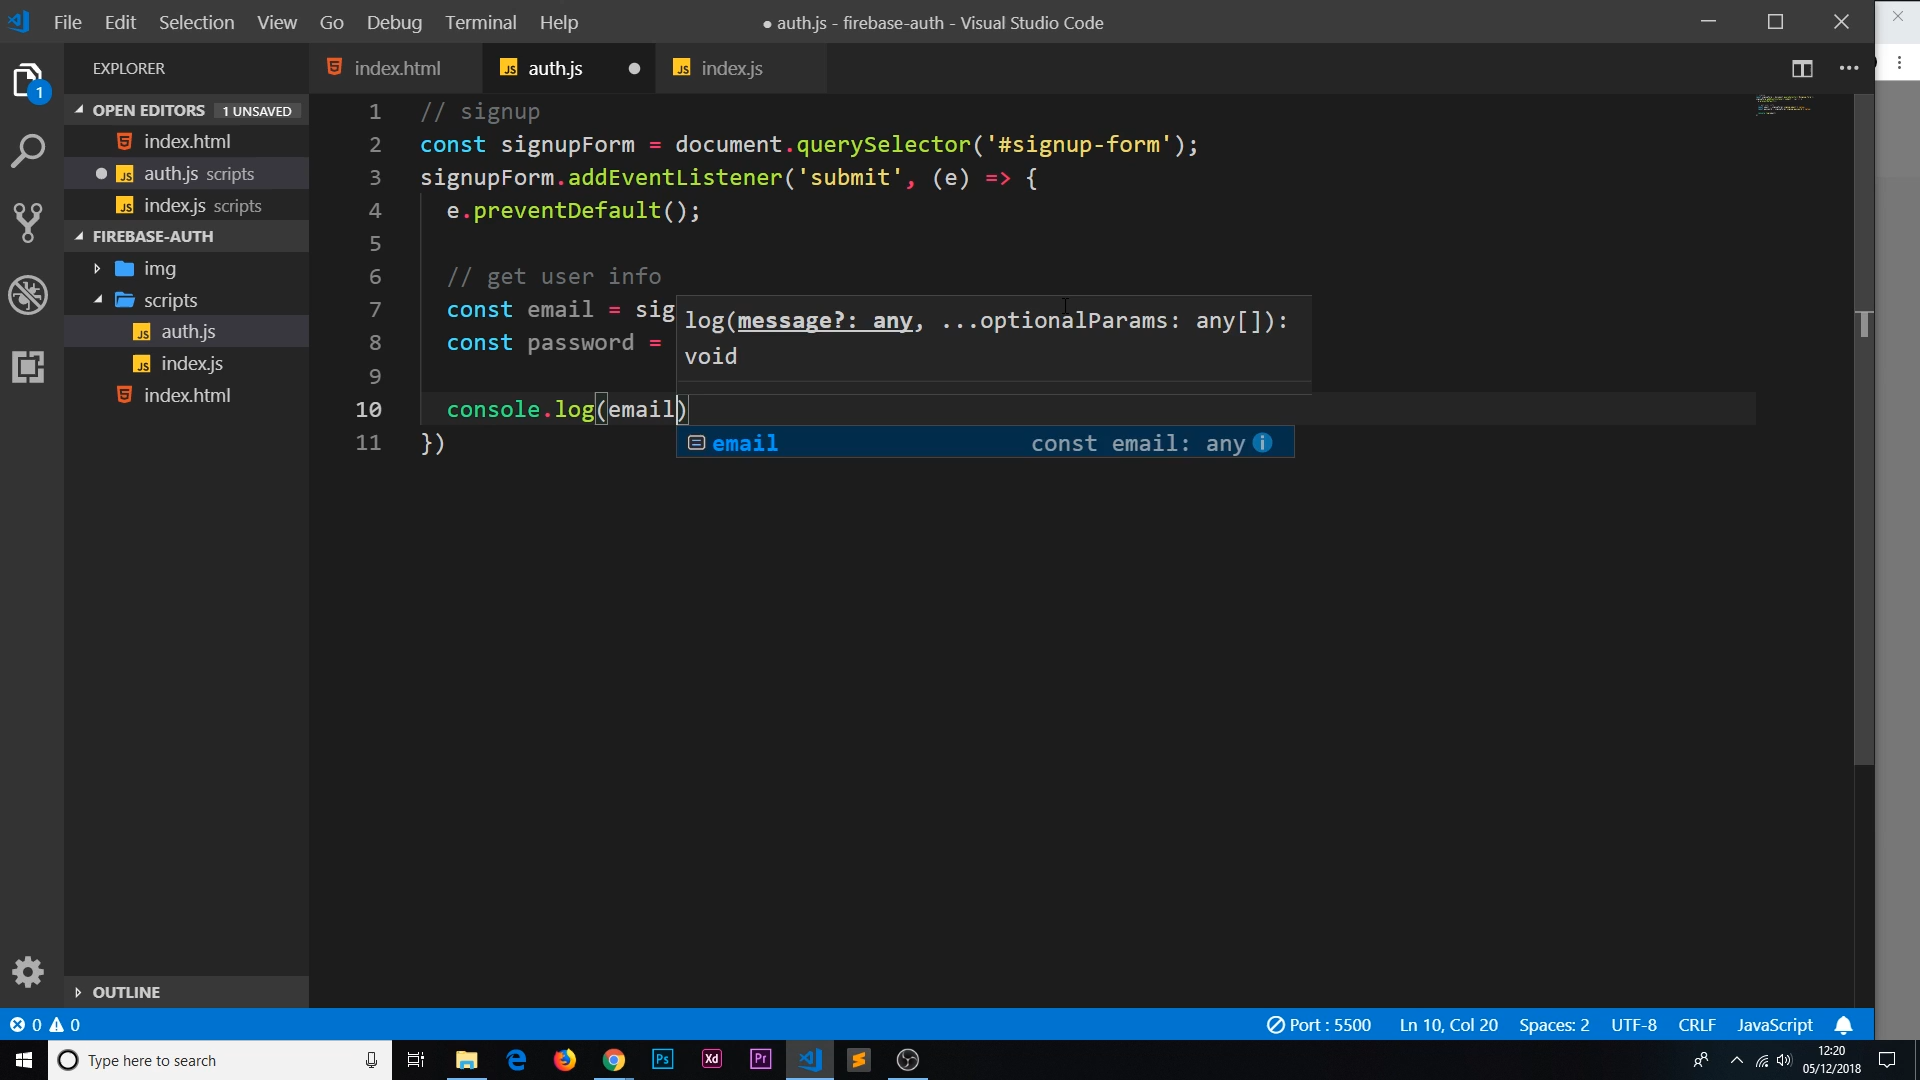 File Edit Selection View Go Debug Terminal Help
● auth.js - firebase-auth - Visual Studio Code
EXPLORER
index.html
auth.js
index.js
OPEN EDITORS 1 UNSAVED
index.html
auth.js scripts
index.js scripts
FIREBASE-AUTH
img
scripts
auth.js
index.js
index.html
OUTLINE
1 // signup
2 const signupForm = document.querySelector('#signup-form');
3 signupForm.addEventListener('submit', (e) => {
4 e.preventDefault();
5
6 // get user info
7 const email = sig
8 const password =
9
10 console.log(email)
11 })
log(message?: any, ...optionalParams: any[]):
void
email const email: any
1
0 0
Port : 5500
Ln 10, Col 20
Spaces: 2
UTF-8
CRLF
JavaScript
Type here to search
Ps
Xd
Pr
12:20
05/12/2018